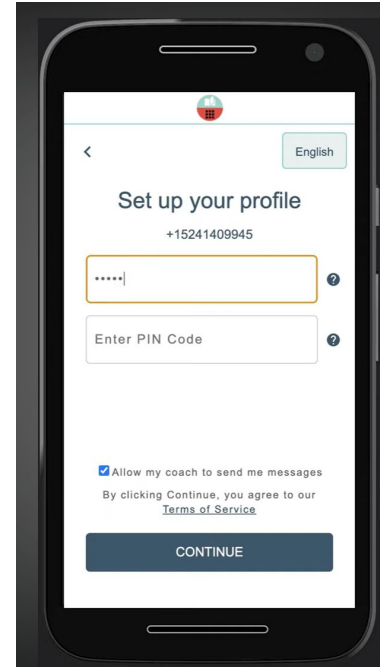 English
Set up your profile
+15241409945
•••••
Enter PIN Code
Allow my coach to send me messages
By clicking Continue, you agree to our
Terms of Service
CONTINUE